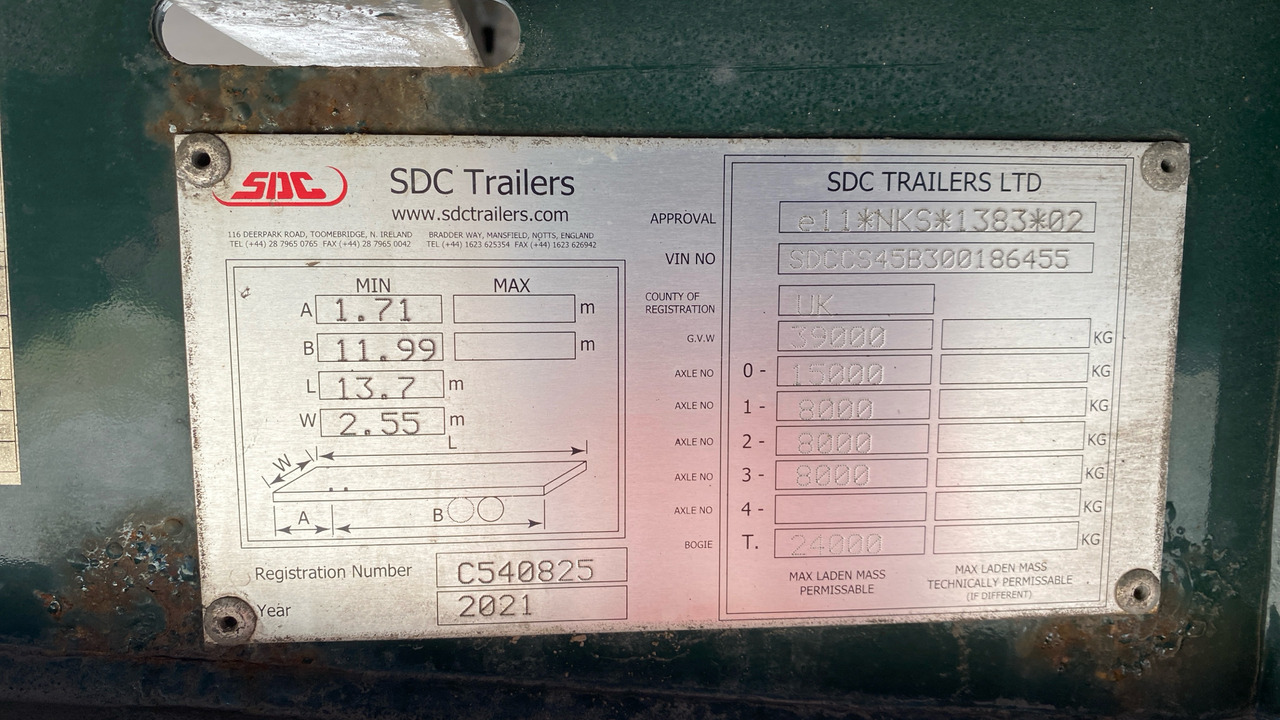 SDC
SDC Trailers
www.sdctrailers.com
116 DEERPARK ROAD, TOOMEBRIDGE, N. IRELAND
TEL (+44) 28 7965 0765 FAX (+44) 28 7965 0042
BRADDER WAY, MANSFIELD, NOTTS, ENGLAND
TEL (+44) 1623 625354 FAX (+44) 1623 626942
MIN MAX
A 1.71 m
B 11.99 m
L 13.7 m
W 2.55 m
L
W
A B
Registration Number C540825
Year 2021
SDC TRAILERS LTD
APPROVAL e11*NKS*1383*02
VIN NO SDCCS45B300186455
COUNTY OF
REGISTRATION UK
G.V.W 39000 KG
AXLE NO 0 - 15000 KG
AXLE NO 1 - 8000 KG
AXLE NO 2 - 8000 KG
AXLE NO 3 - 8000 KG
AXLE NO 4 - KG
BOGIE T. 24000 KG
MAX LADEN MASS
PERMISSABLE
MAX LADEN MASS
TECHNICALLY PERMISSABLE
(IF DIFFERENT)